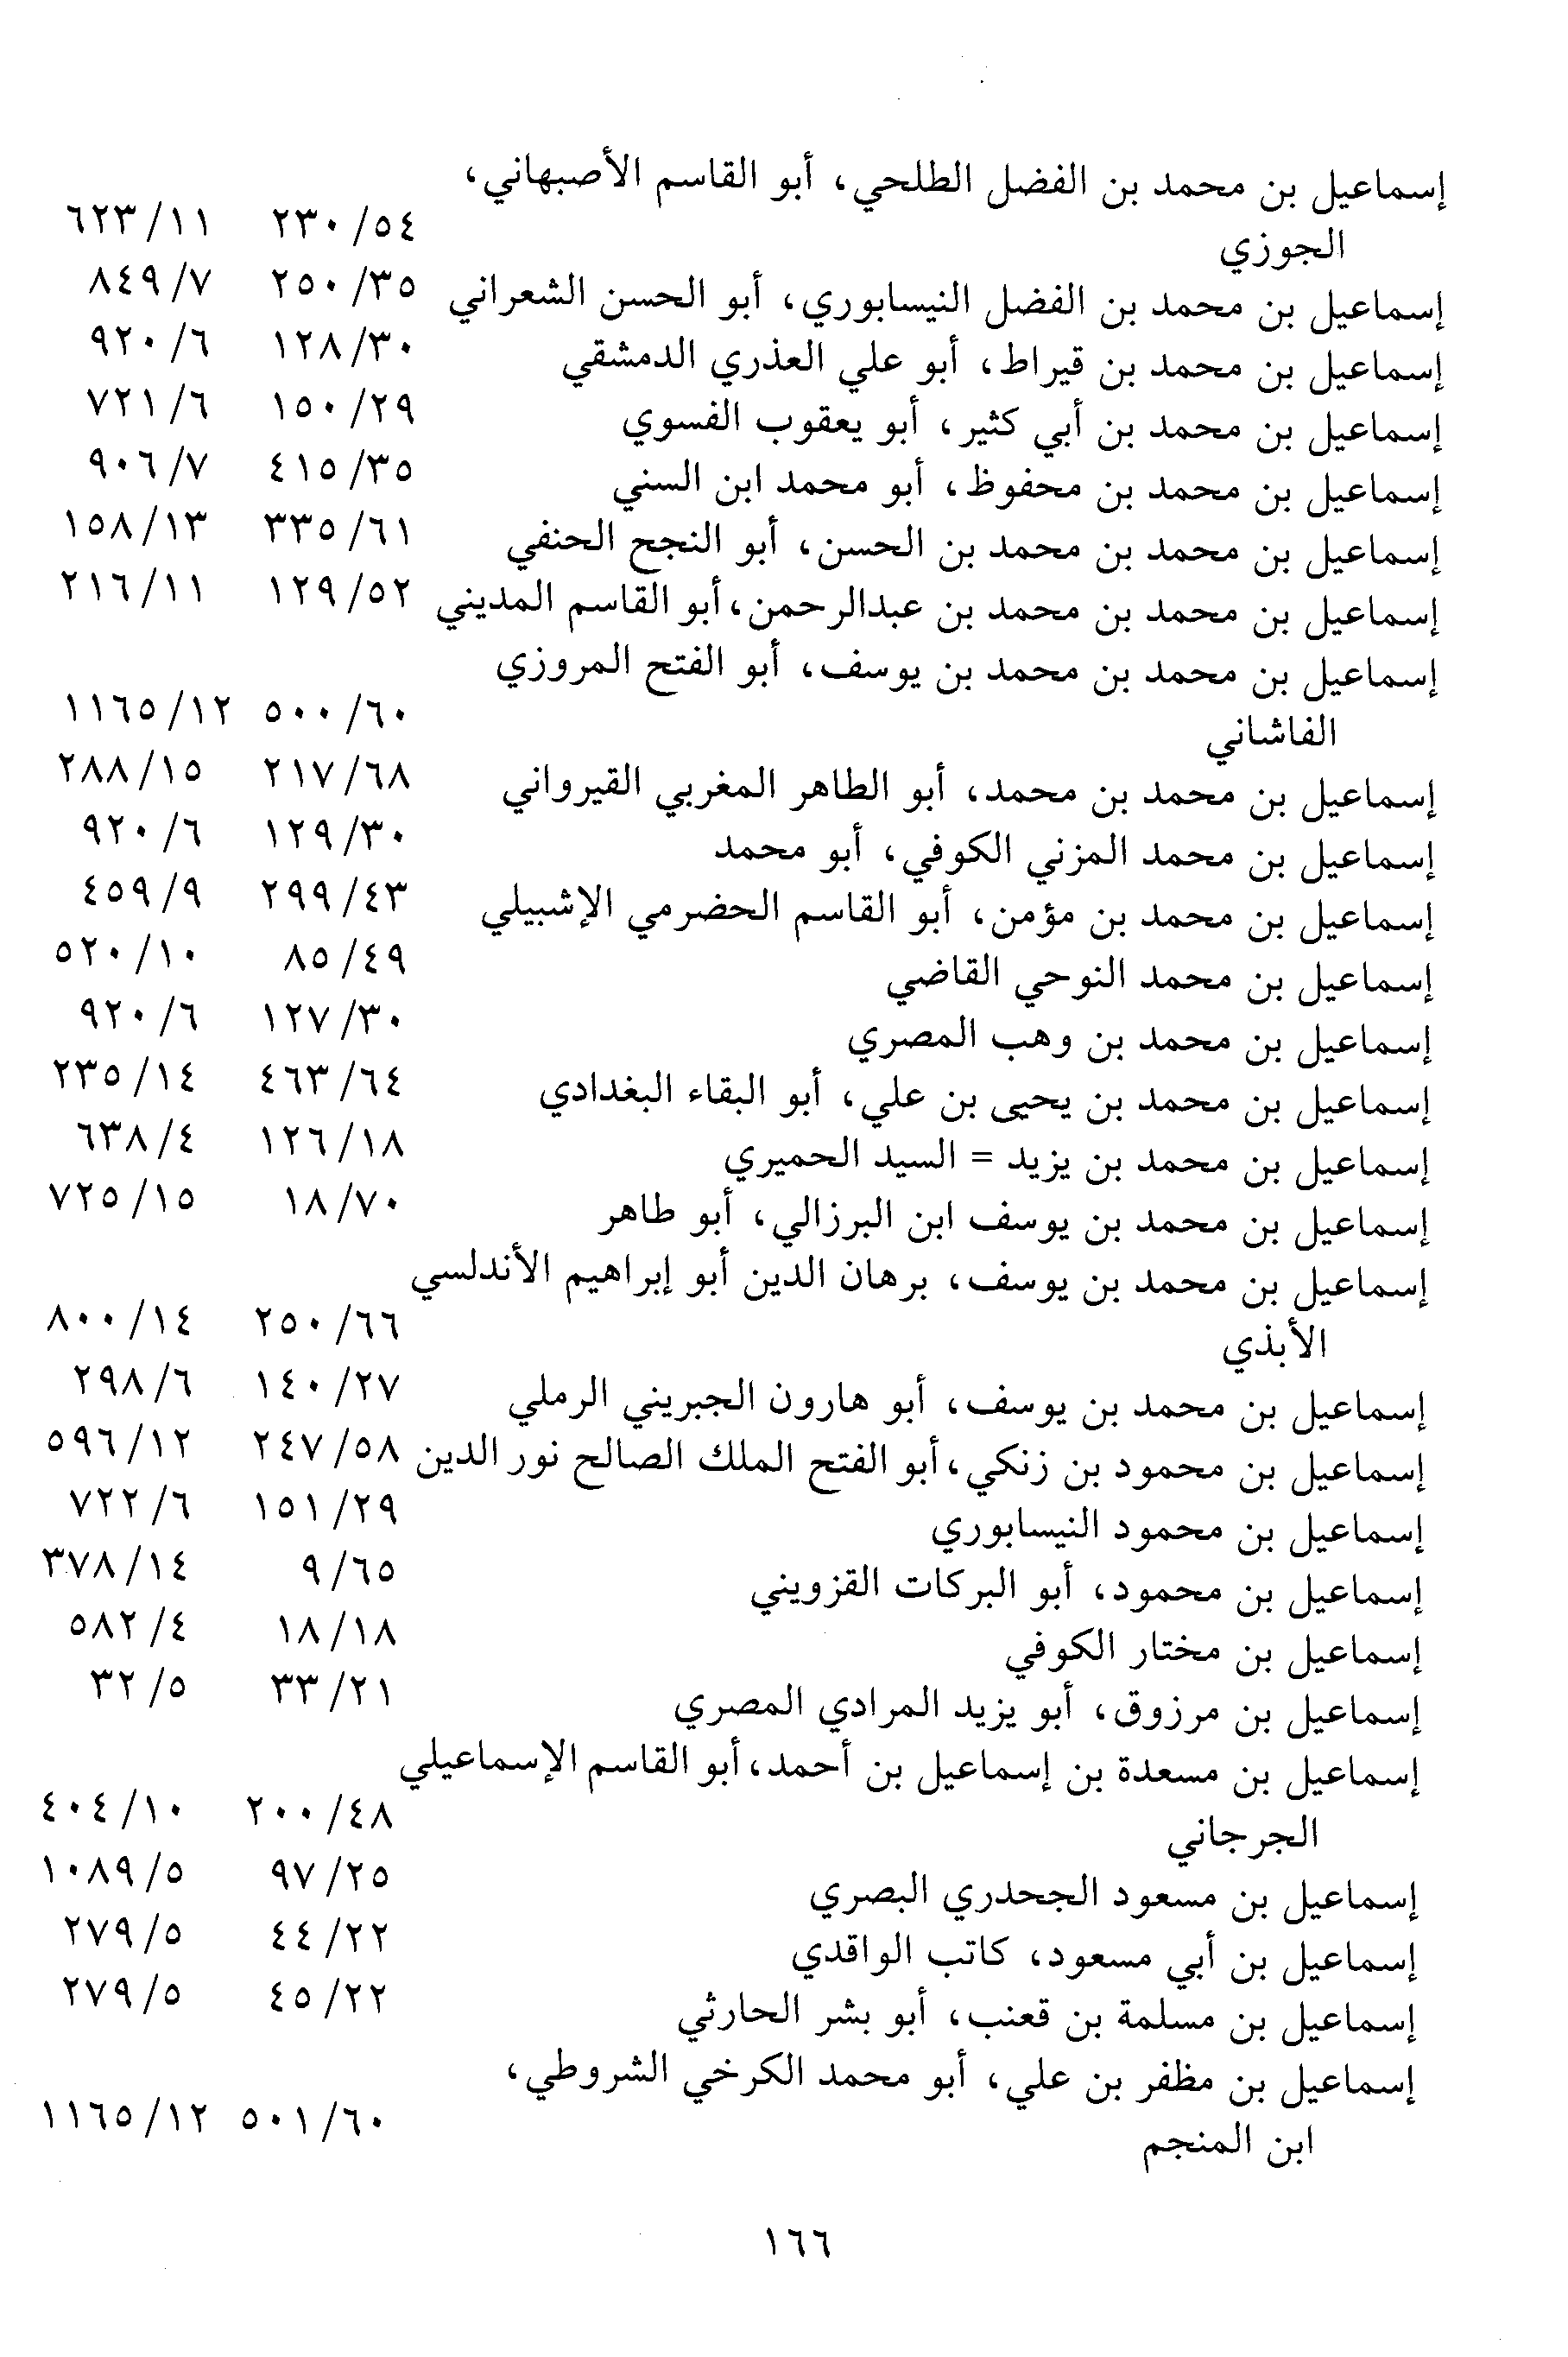 إسماعيل بن محمد بن الفضل الطلحي، أبو القاسم الأصبهاني،
الجوزي ٢٣٠/٥٤ ٦٢٣/١١
إسماعيل بن محمد بن الفضل النيسابوري، أبو الحسن الشعراني ٢٥٠/٣٥ ٨٤٩/٧
إسماعيل بن محمد بن قيراط، أبو علي العذري الدمشقي ١٢٨/٣٠ ٩٢٠/٦
إسماعيل بن محمد بن أبي كثير، أبو يعقوب الفسوي ١٥٠/٢٩ ٧٢١/٦
إسماعيل بن محمد بن محفوظ، أبو محمد ابن السني ٤١٥/٣٥ ٩٠٦/٧
إسماعيل بن محمد بن محمد بن الحسن، أبو النجح الحنفي ٣٣٥/٦١ ١٥٨/١٣
إسماعيل بن محمد بن محمد بن عبدالرحمن، أبو القاسم المديني ١٢٩/٥٢ ٢١٦/١١
إسماعيل بن محمد بن محمد بن يوسف، أبو الفتح المروزي
الفاشاني ٥٠٠/٦٠ ١١٦٥/١٢
إسماعيل بن محمد بن محمد، أبو الطاهر المغربي القيرواني ٢١٧/٦٨ ٢٨٨/١٥
إسماعيل بن محمد المزني الكوفي، أبو محمد ١٢٩/٣٠ ٩٢٠/٦
إسماعيل بن محمد بن مؤمن، أبو القاسم الحضرمي الإشبيلي ٢٩٩/٤٣ ٤٥٩/٩
إسماعيل بن محمد النوحي القاضي ٨٥/٤٩ ٥٢٠/١٠
إسماعيل بن محمد بن وهب المصري ١٢٧/٣٠ ٩٢٠/٦
إسماعيل بن محمد بن يحيى بن علي، أبو البقاء البغدادي ٤٦٣/٦٤ ٢٣٥/١٤
إسماعيل بن محمد بن يزيد = السيد الحميري ١٢٦/١٨ ٦٣٨/٤
إسماعيل بن محمد بن يوسف ابن البرزالي، أبو طاهر ١٨/٧٠ ٧٢٥/١٥
إسماعيل بن محمد بن يوسف، برهان الدين أبو إبراهيم الأندلسي
الأبذي ٢٥٠/٦٦ ٨٠٠/١٤
إسماعيل بن محمد بن يوسف، أبو هارون الجبريني الرملي ١٤٠/٢٧ ٢٩٨/٦
إسماعيل بن محمود بن زنكي، أبو الفتح الملك الصالح نور الدين ٢٤٧/٥٨ ٥٩٦/١٢
إسماعيل بن محمود النيسابوري ١٥١/٢٩ ٧٢٢/٦
إسماعيل بن محمود، أبو البركات القزويني ٩/٦٥ ٣٧٨/١٤
إسماعيل بن مختار الكوفي ١٨/١٨ ٥٨٢/٤
إسماعيل بن مرزوق، أبو يزيد المرادي المصري ٣٣/٢١ ٣٢/٥
إسماعيل بن مسعدة بن إسماعيل بن أحمد، أبو القاسم الإسماعيلي
الجرجاني ٢٠٠/٤٨ ٤٠٤/١٠
إسماعيل بن مسعود الجحدري البصري ٩٧/٢٥ ١٠٨٩/٥
إسماعيل بن أبي مسعود، كاتب الواقدي ٤٤/٢٢ ٢٧٩/٥
إسماعيل بن مسلمة بن قعنب، أبو بشر الحارثي ٤٥/٢٢ ٢٧٩/٥
إسماعيل بن مظفر بن علي، أبو محمد الكرخي الشروطي،
ابن المنجم ٥٠١/٦٠ ١١٦٥/١٢
١٦٦